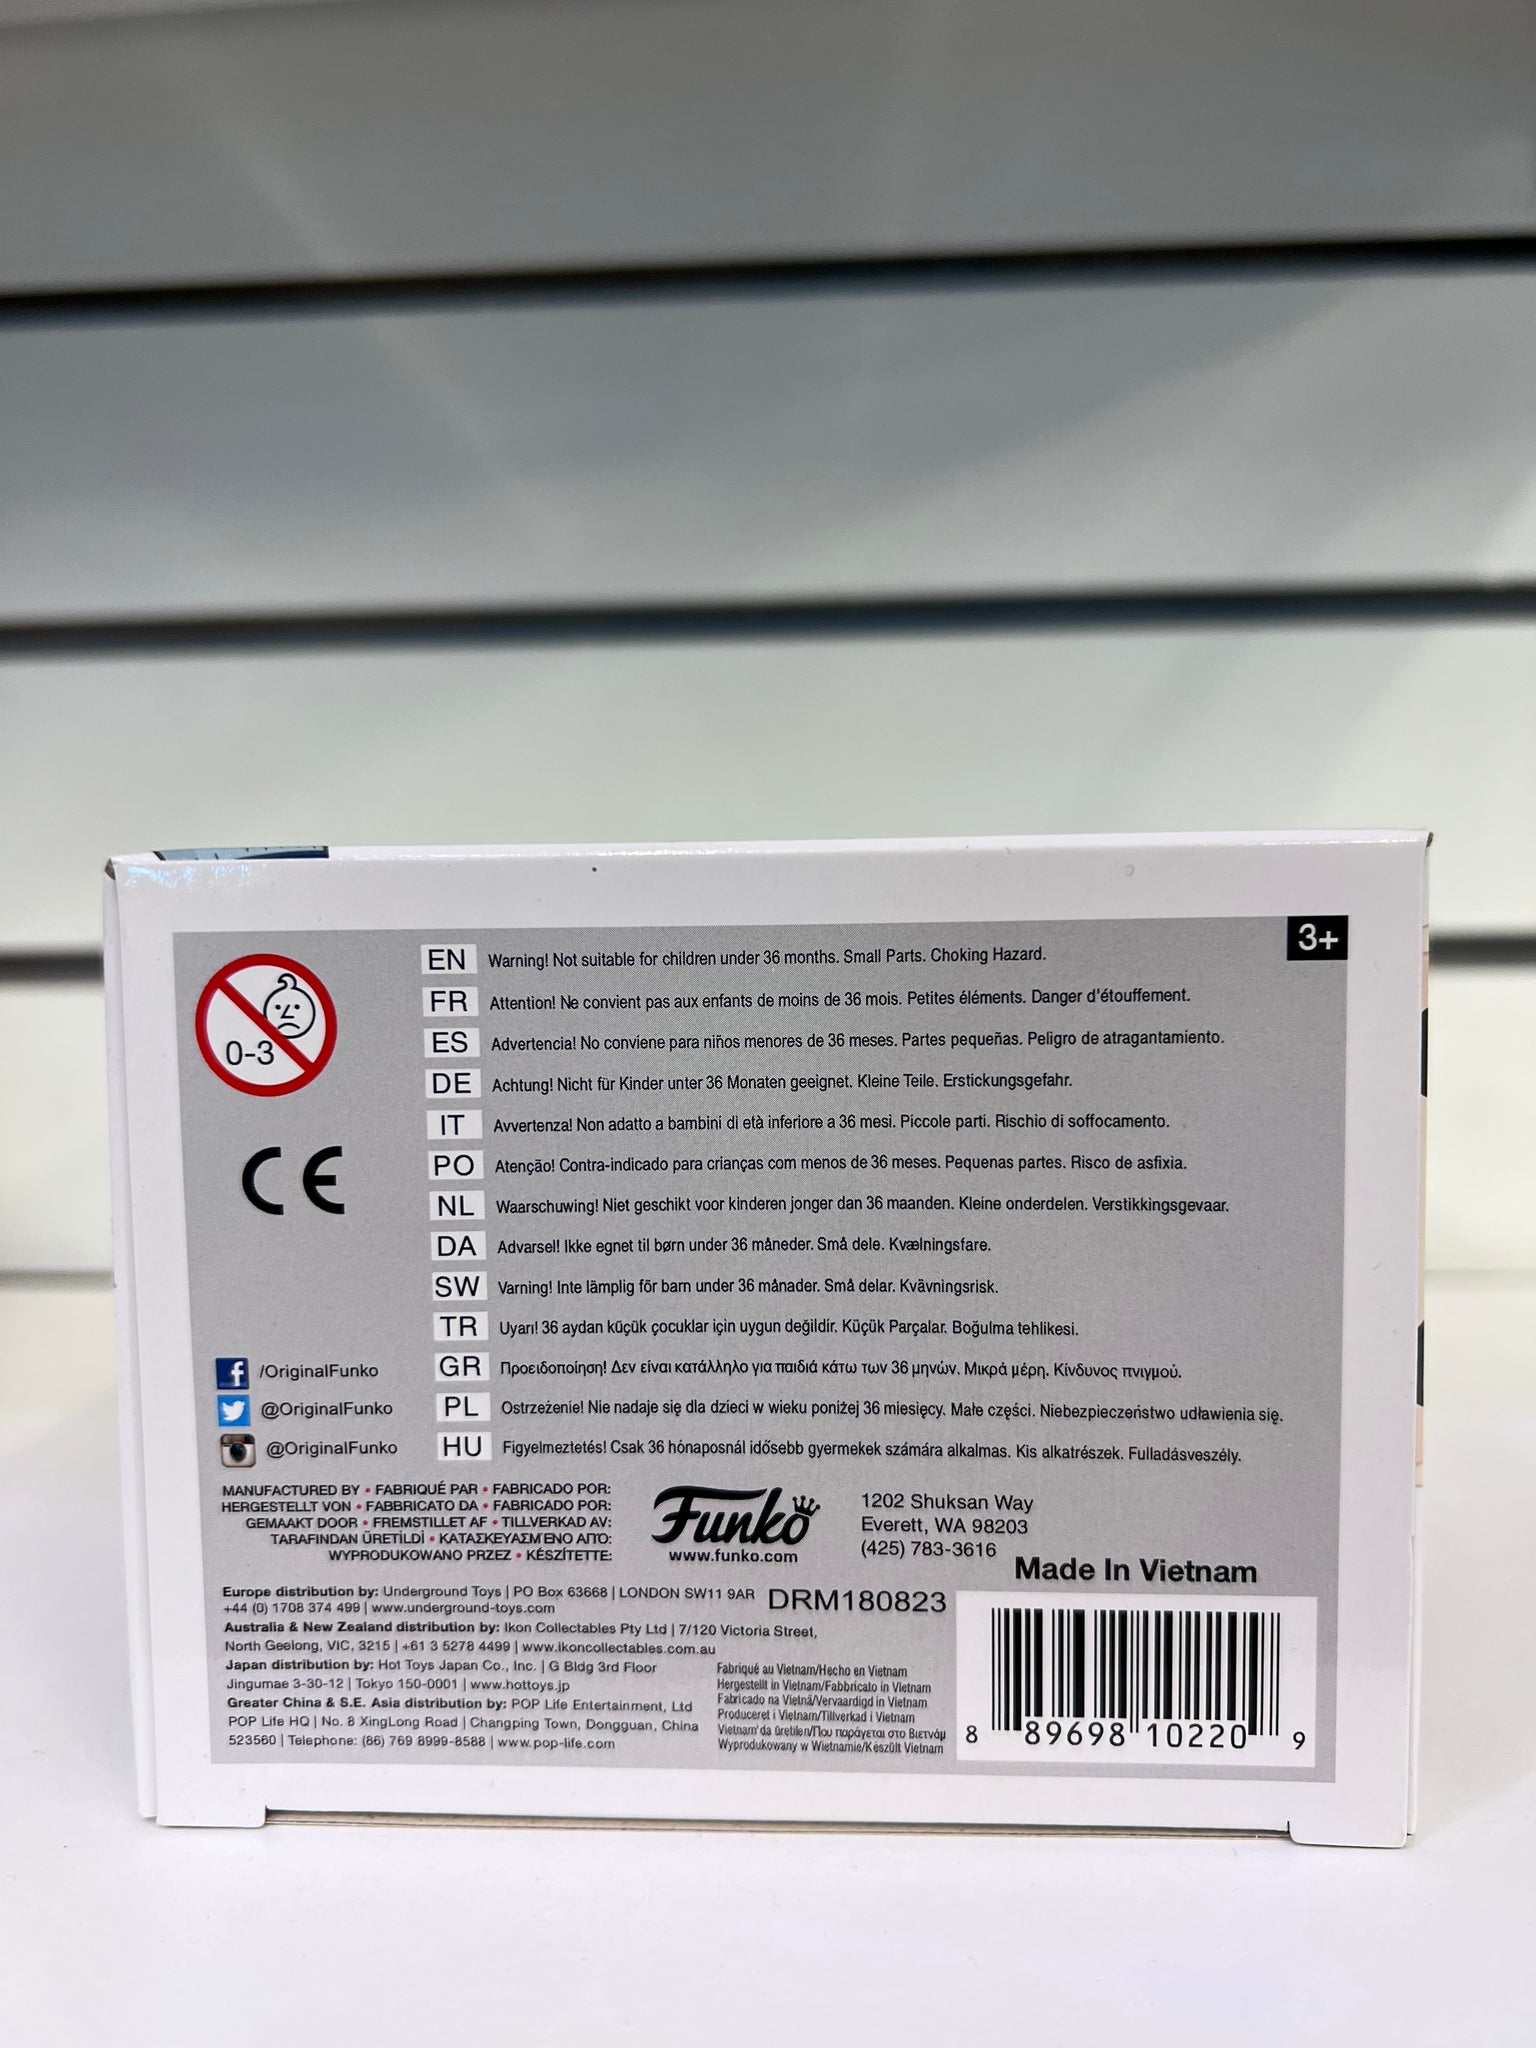 3+
0-3
EN Warning! Not suitable for children under 36 months. Small Parts. Choking Hazard.
FR Attention! Ne convient pas aux enfants de moins de 36 mois. Petites éléments. Danger d'étouffement.
ES Advertencia! No conviene para niños menores de 36 meses. Partes pequeñas. Peligro de atragantamiento.
DE Achtung! Nicht für Kinder unter 36 Monaten geeignet. Kleine Teile. Erstickungsgefahr.
IT Avvertenza! Non adatto a bambini di età inferiore a 36 mesi. Piccole parti. Rischio di soffocamento.
PO Atenção! Contra-indicado para crianças com menos de 36 meses. Pequenas partes. Risco de asfixia.
NL Waarschuwing! Niet geschikt voor kinderen jonger dan 36 maanden. Kleine onderdelen. Verstikkingsgevaar.
DA Advarsel! Ikke egnet til børn under 36 måneder. Små dele. Kvælningsfare.
SW Varning! Inte lämplig för barn under 36 månader. Små delar. Kvävningsrisk.
TR Uyarı! 36 aydan küçük çocuklar için uygun değildir. Küçük Parçalar. Boğulma tehlikesi.
GR Προειδοποίηση! Δεν είναι κατάλληλο για παιδιά κάτω των 36 μηνών. Μικρά μέρη. Κίνδυνος πνιγμού.
PL Ostrzeżenie! Nie nadaje się dla dzieci w wieku poniżej 36 miesięcy. Małe części. Niebezpieczeństwo udławienia się.
HU Figyelmeztetés! Csak 36 hónaposnál idősebb gyermekek számára alkalmas. Kis alkatrészek. Fulladásveszély.
CE
f /OriginalFunko
@OriginalFunko
@OriginalFunko
MANUFACTURED BY • FABRIQUÉ PAR • FABRICADO POR:
HERGESTELLT VON • FABBRICATO DA • FABRICADO POR:
GEMAAKT DOOR • FREMSTILLET AF • TILLVERKAD AV:
TARAFINDAN ÜRETİLDİ • ΚΑΤΑΣΚΕΥΑΣΜΈΝΟ ΑΠΌ:
WYPRODUKOWANO PRZEZ • KÉSZÍTETTE:
Funko
www.funko.com
1202 Shuksan Way
Everett, WA 98203
(425) 783-3616
Made In Vietnam
Europe distribution by: Underground Toys | PO Box 63668 | LONDON SW11 9AR
+44 (0) 1708 374 499 | www.underground-toys.com
DRM180823
Australia & New Zealand distribution by: Ikon Collectables Pty Ltd | 7/120 Victoria Street,
North Geelong, VIC, 3215 | +61 3 5278 4499 | www.ikoncollectables.com.au
Japan distribution by: Hot Toys Japan Co., Inc. | G Bldg 3rd Floor
Jingumae 3-30-12 | Tokyo 150-0001 | www.hottoys.jp
Greater China & S.E. Asia distribution by: POP Life Entertainment, Ltd
POP Life HQ | No. 8 XingLong Road | Changping Town, Dongguan, China
523560 | Telephone: (86) 769 8999-8588 | www.pop-life.com
Fabriqué au Vietnam/Hecho en Vietnam
Hergestellt in Vietnam/Fabbricato in Vietnam
Fabricado na Vietnã/Vervaardigd in Vietnam
Produceret i Vietnam/Tillverkad i Vietnam
Vietnam'da üretilen/Που παράγεται στο Βιετνάμ
Wyprodukowany w Wietnamie/Készült Vietnam
8 89698 10220 9